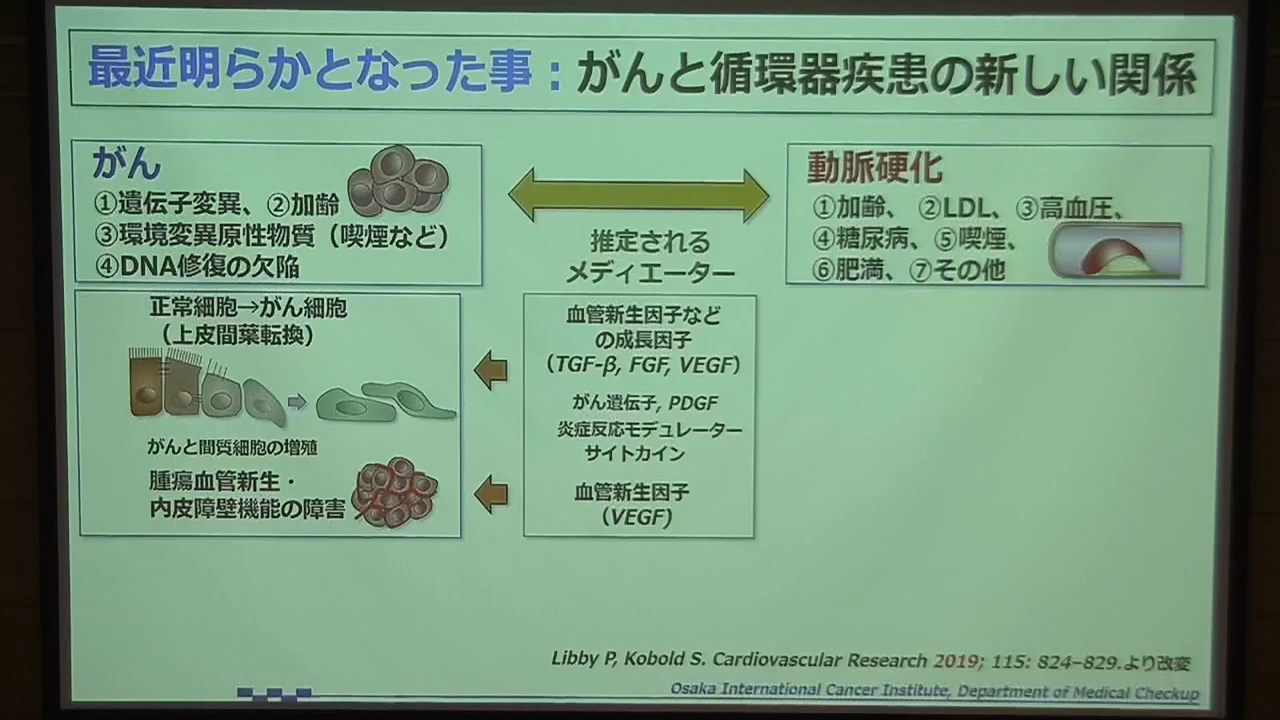 最近明らかとなった事：がんと循環器疾患の新しい関係
がん
①遺伝子変異、②加齢
③環境変異原性物質（喫煙など）
④DNA修復の欠陥
推定される
メディエーター
動脈硬化
①加齢、 ②LDL、③高血圧、
④糖尿病、⑤喫煙、
⑥肥満、⑦その他
正常細胞→がん細胞
（上皮間葉転換）
がんと間質細胞の増殖
腫瘍血管新生・
内皮障壁機能の障害
血管新生因子など
の成長因子
（TGF-β, FGF, VEGF）
がん遺伝子, PDGF
炎症反応モデュレーター
サイトカイン
血管新生因子
（VEGF）
Libby P, Kobold S. Cardiovascular Research 2019; 115: 824–829.より改変
Osaka International Cancer Institute, Department of Medical Checkup